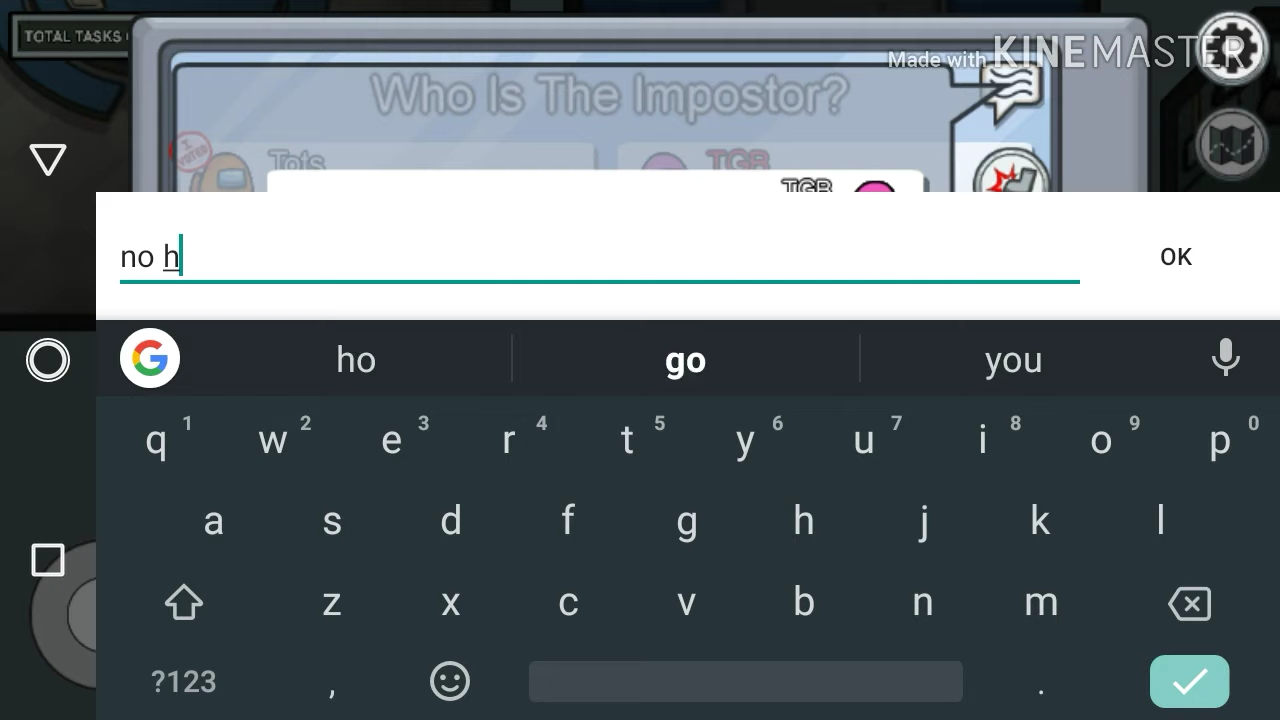 TOTAL TASKS
Made with KINEMASTER
R
Who Is The Impostor?
I VOTED
Tots
TGB
TGB
no h
OK
G
ho
go
you
q 1 w 2 e 3 r 4 t 5 y 6 u 7 i 8 o 9 p 0
a s d f g h j k l
z x c v b n m
?123 , .